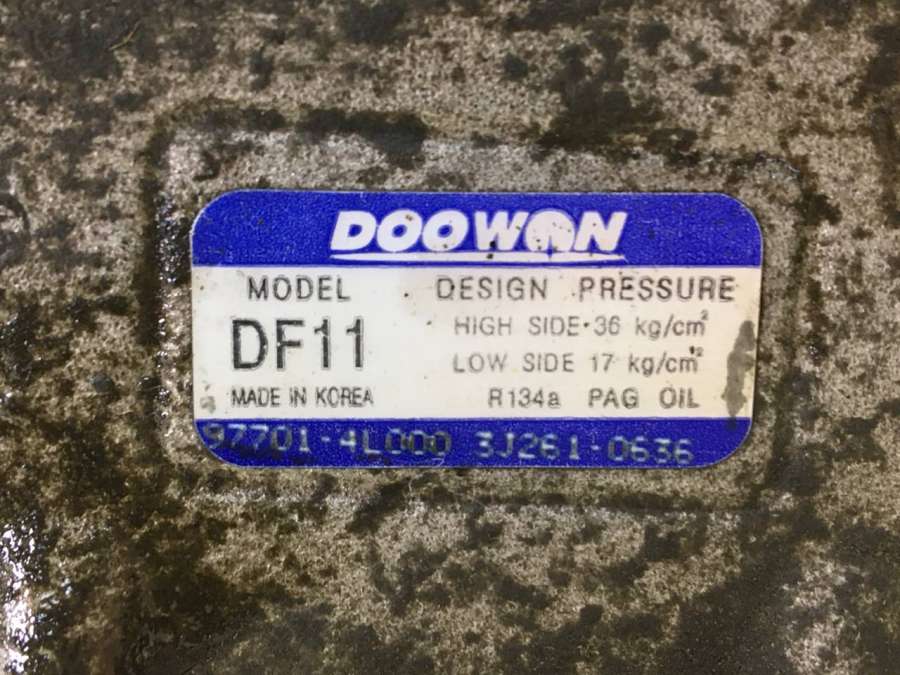 DOOWON
MODEL
DF11
MADE IN KOREA
DESIGN PRESSURE
HIGH SIDE·36 kg/cm²
LOW SIDE 17 kg/cm²
R134a PAG OIL
97701-4L000 3J261-0636